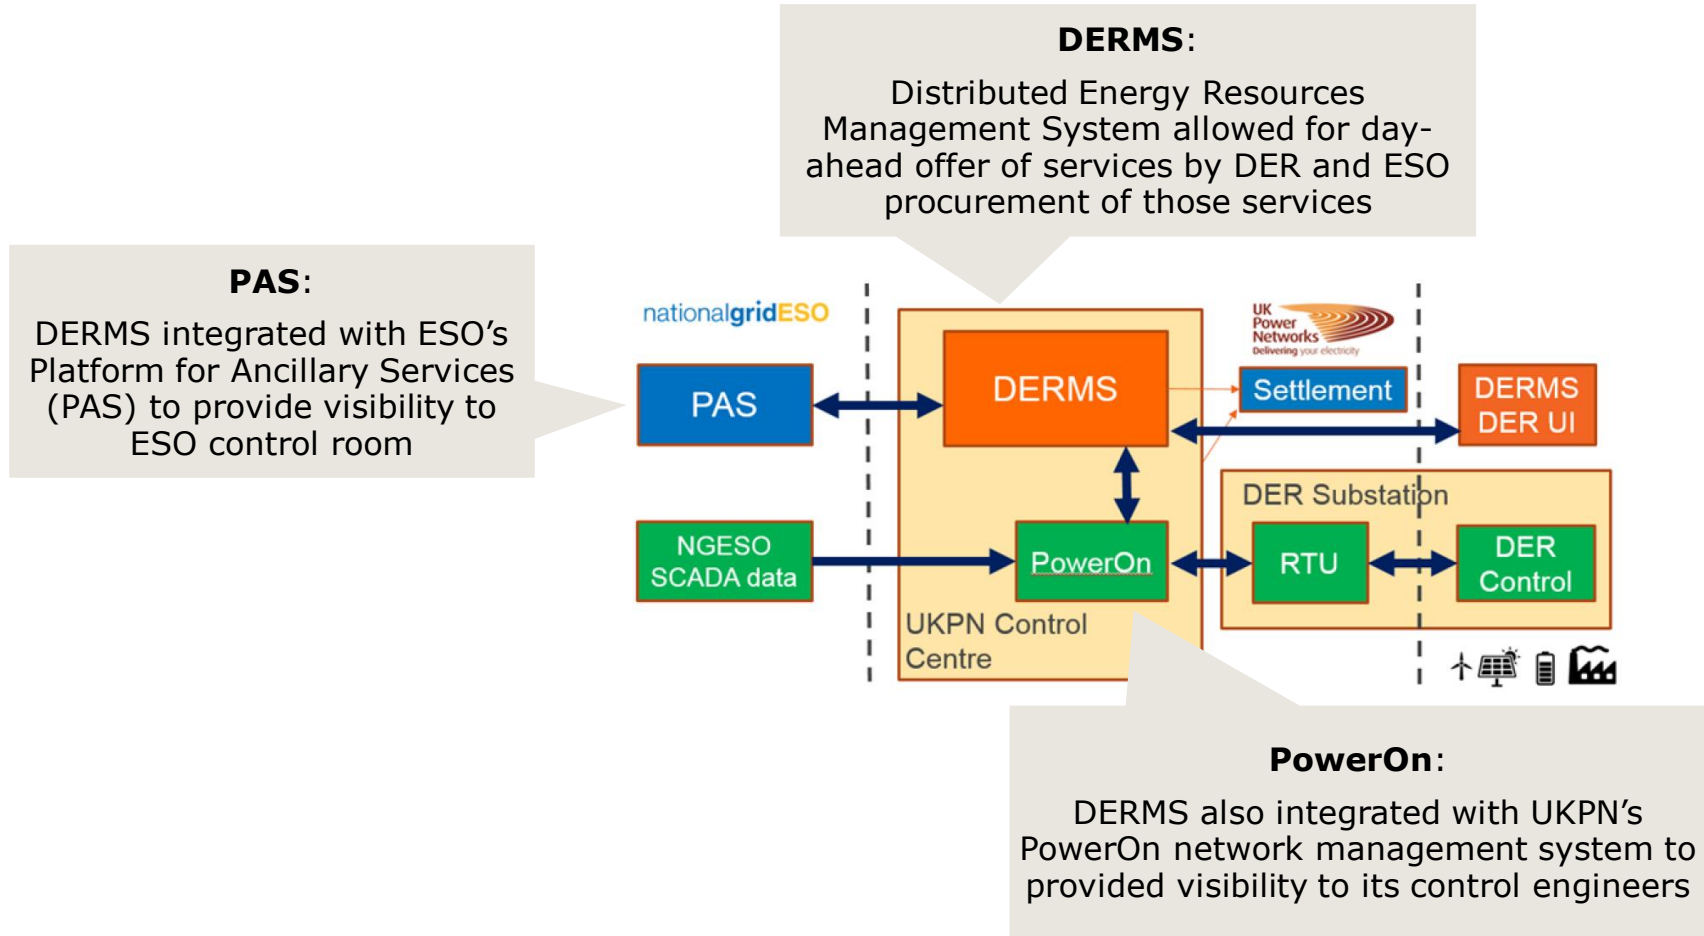 DERMS:
Distributed Energy Resources
Management System allowed for day-
ahead offer of services by DER and ESO
procurement of those services
PAS:
DERMS integrated with ESO’s
Platform for Ancillary Services
(PAS) to provide visibility to
ESO control room
nationalgridESO
UK
Power
Networks
Delivering your electricity
PAS
DERMS
Settlement
DERMS
DER UI
NGESO
SCADA data
PowerOn
DER Substation
RTU
DER
Control
UKPN Control
Centre
PowerOn:
DERMS also integrated with UKPN’s
PowerOn network management system to
provided visibility to its control engineers